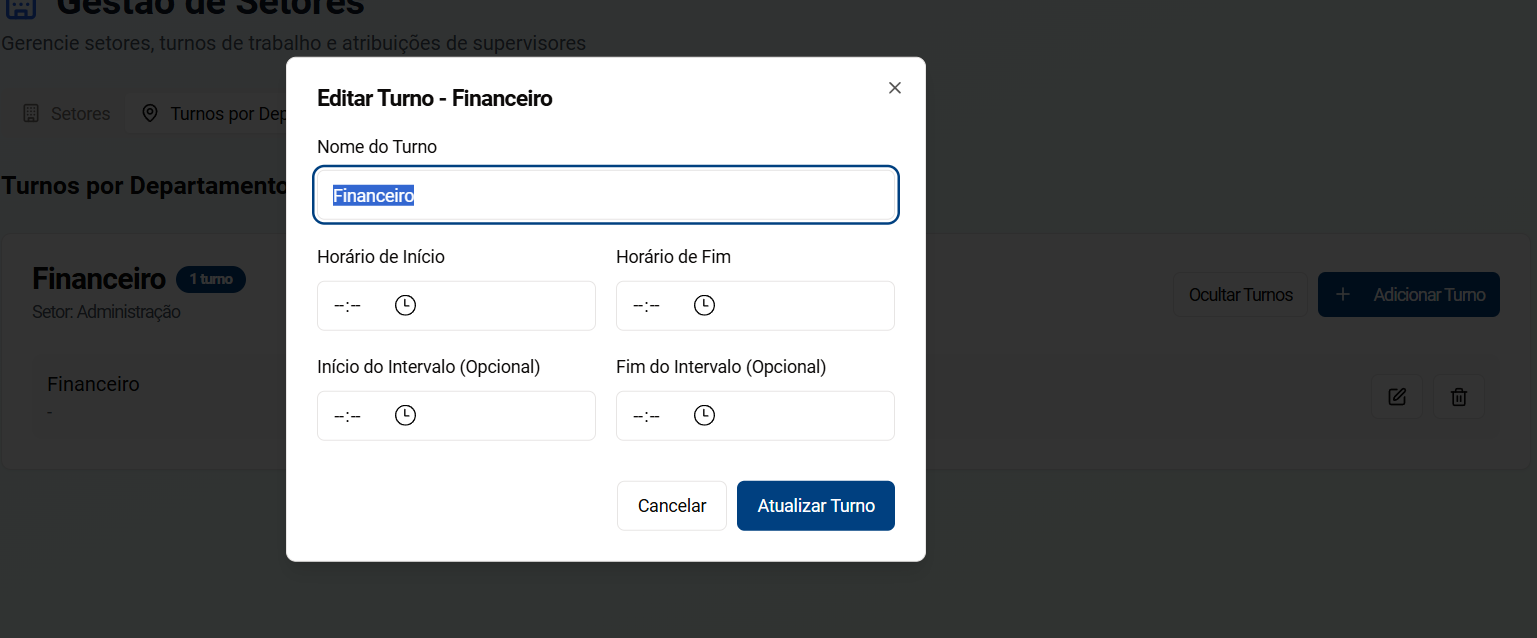 Gestão de Setores
Gerencie setores, turnos de trabalho e atribuições de supervisores
Setores
Turnos por Dep
Turnos por Departamento
Financeiro 1 turno
Setor: Administração
Ocultar Turnos
+ Adicionar Turno
Financeiro
-
Editar Turno - Financeiro
Nome do Turno
Financeiro
Horário de Início Horário de Fim
--:-- --:--
Início do Intervalo (Opcional) Fim do Intervalo (Opcional)
--:-- --:--
Cancelar Atualizar Turno